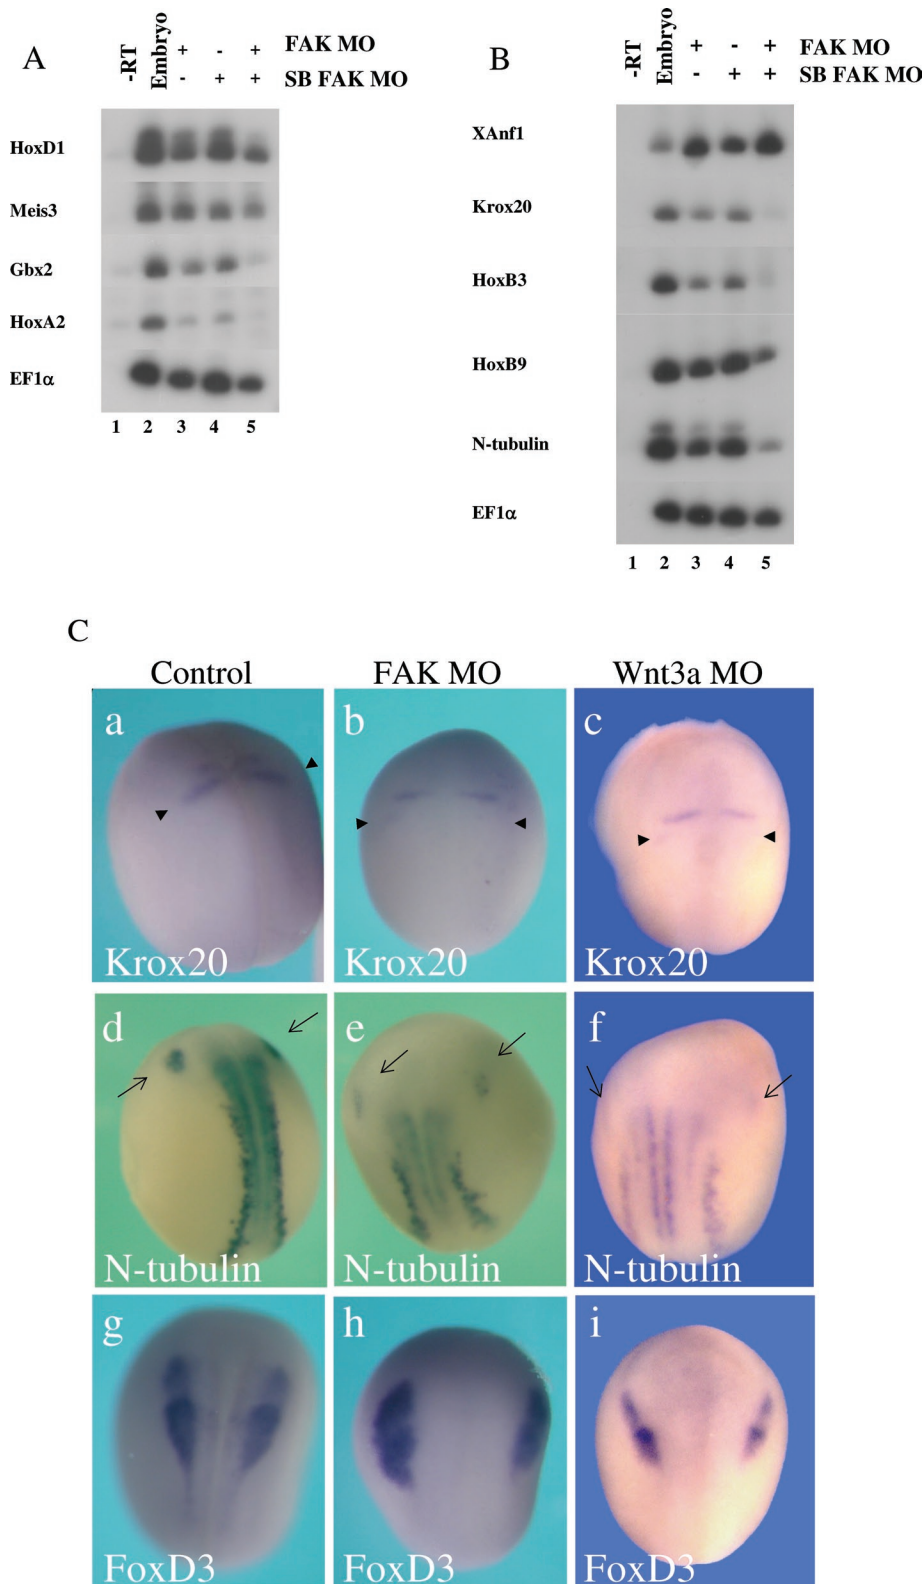 A
-RT
Embryo
+ - + FAK MO
- + + SB FAK MO
HoxD1
Meis3
Gbx2
HoxA2
EF1α
1 2 3 4 5
B
-RT
Embryo
+ - + FAK MO
- + + SB FAK MO
XAnf1
Krox20
HoxB3
HoxB9
N-tubulin
EF1α
1 2 3 4 5
C
Control FAK MO Wnt3a MO
a b c
Krox20 Krox20 Krox20
d e f
N-tubulin N-tubulin N-tubulin
g h i
FoxD3 FoxD3 FoxD3